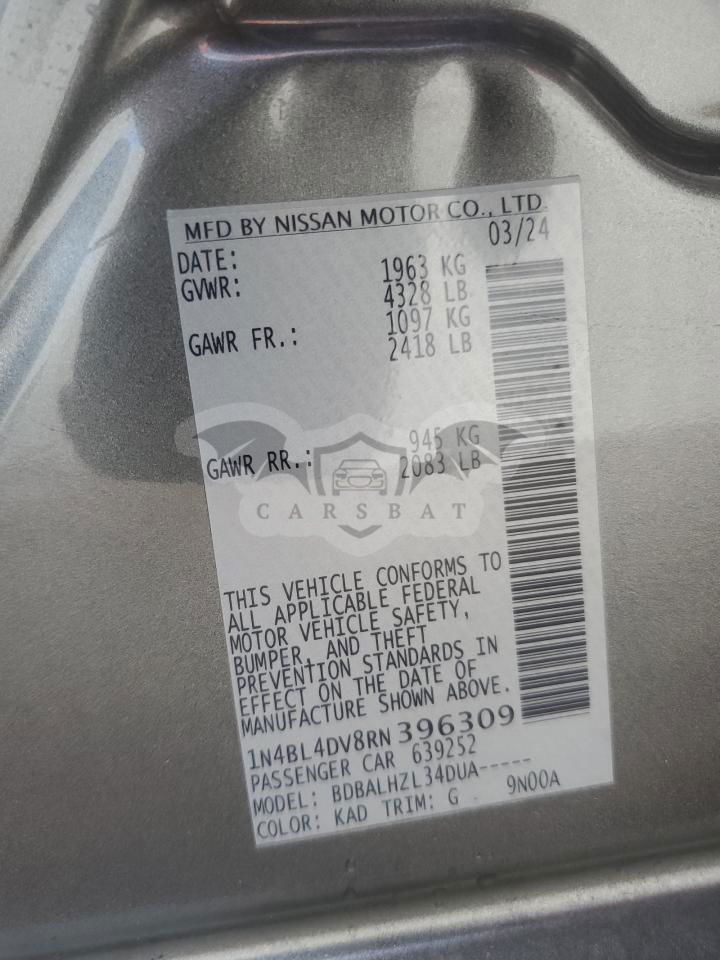 MFD BY NISSAN MOTOR CO., LTD.
DATE: 03/24
GVWR: 1963 KG
4328 LB
GAWR FR.: 1097 KG
2418 LB
GAWR RR.: 945 KG
2083 LB
CARSBAT
THIS VEHICLE CONFORMS TO
ALL APPLICABLE FEDERAL
MOTOR VEHICLE SAFETY,
BUMPER, AND THEFT
PREVENTION STANDARDS IN
EFFECT ON THE DATE OF
MANUFACTURE SHOWN ABOVE.
1N4BL4DV8RN396309
PASSENGER CAR 639252
MODEL: BDBALHZL34DUA-----
COLOR: KAD TRIM: G 9N00A